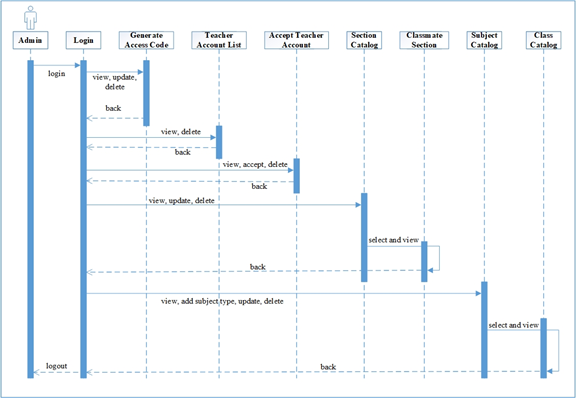 Admin
Login
Generate
Access Code
Teacher
Account List
Accept Teacher
Account
Section
Catalog
Classmate
Section
Subject
Catalog
Class
Catalog
login
view, update,
delete
back
view, delete
back
view, accept, delete
back
view, update, delete
select and view
back
view, add subject type, update, delete
select and view
logout
back